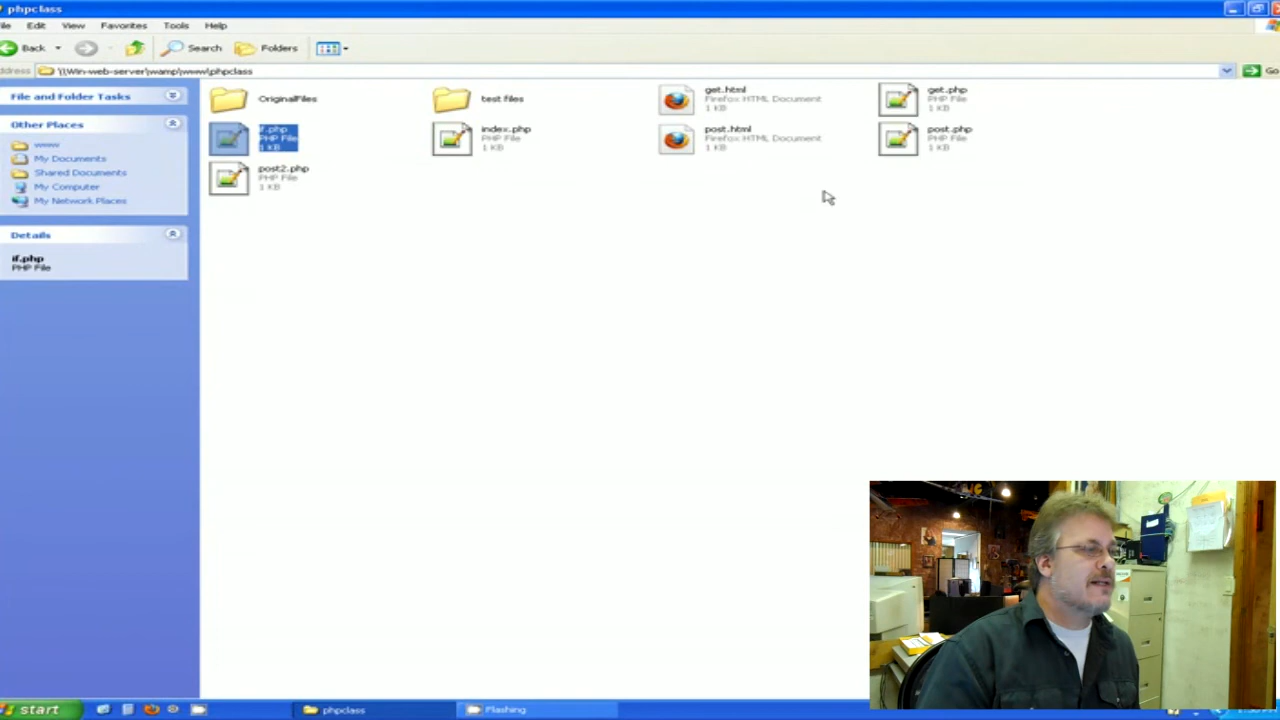 phpclass
File Edit View Favorites Tools Help
Back Search Folders
Address \\Win-web-server\wamp\www\phpclass Go
File and Folder Tasks
Other Places
www
My Documents
Shared Documents
My Computer
My Network Places
Details
if.php
PHP File
OriginalFiles
test files
get.html
Firefox HTML Document
1 KB
get.php
PHP File
1 KB
if.php
PHP File
1 KB
index.php
PHP File
1 KB
post.html
Firefox HTML Document
1 KB
post.php
PHP File
1 KB
post2.php
PHP File
1 KB
start
phpclass
Flashing